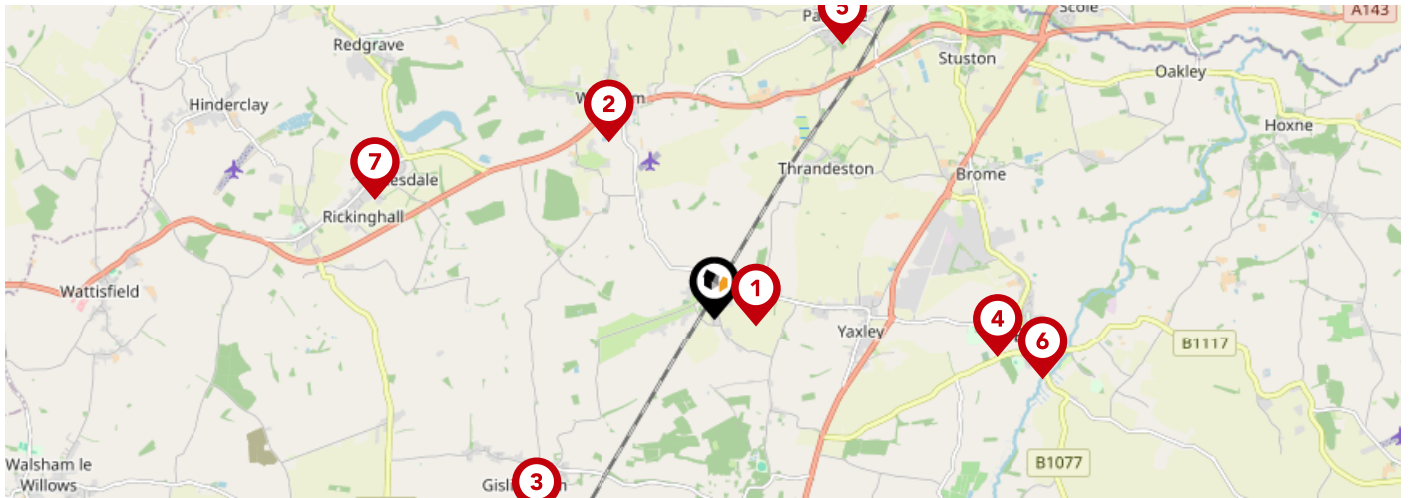 Scole
5
A143
Redgrave
Stuston
Oakley
Hinderclay
2
Hoxne
7
Thrandeston
Brome
Rickinghall
Wattisfield
1
4
Yaxley
6
B1117
B1077
Walsham le
Willows
3